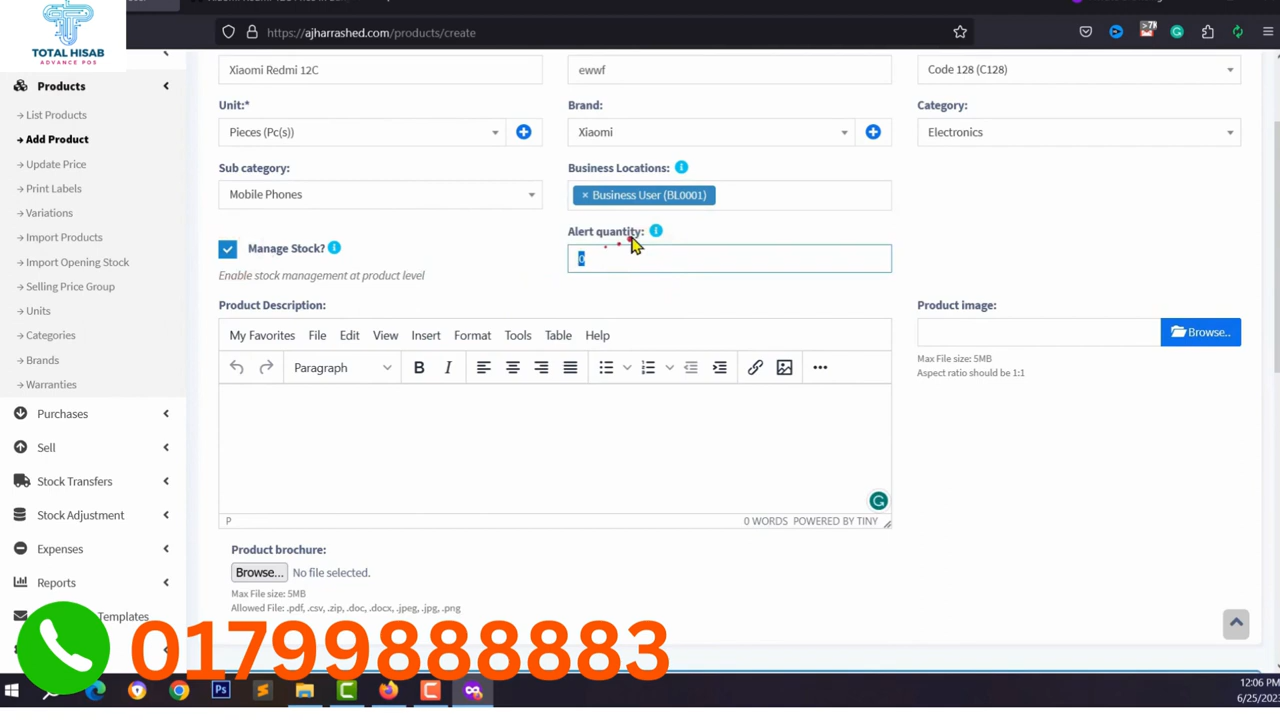 TOTAL HISAB
ADVANCE POS
https://ajharrashed.com/products/create
>7K
Products
List Products
Add Product
Update Price
Print Labels
Variations
Import Products
Import Opening Stock
Selling Price Group
Units
Categories
Brands
Warranties
Purchases
Sell
Stock Transfers
Stock Adjustment
Expenses
Reports
Templates
Xiaomi Redmi 12C
ewwf
Code 128 (C128)
Unit:*
Brand:
Category:
Pieces (Pc(s))
Xiaomi
Electronics
Sub category:
Business Locations:
Mobile Phones
× Business User (BL0001)
Alert quantity:
Manage Stock?
0
Enable stock management at product level
Product Description:
Product image:
My Favorites File Edit View Insert Format Tools Table Help
Browse..
Paragraph B I
Max File size: 5MB
Aspect ratio should be 1:1
P
0 WORDS POWERED BY TINY
Product brochure:
Browse... No file selected.
Max File size: 5MB
Allowed File: .pdf, .csv, .zip, .doc, .docx, .jpeg, .jpg, .png
01799888883
Ps
12:06 PM
6/25/202